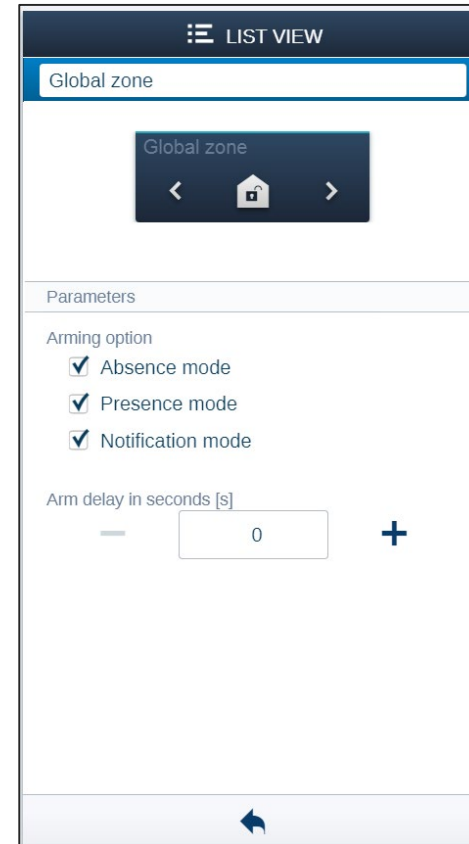 LIST VIEW
Global zone
Global zone
Parameters
Arming option
Absence mode
Presence mode
Notification mode
Arm delay in seconds [s]
0